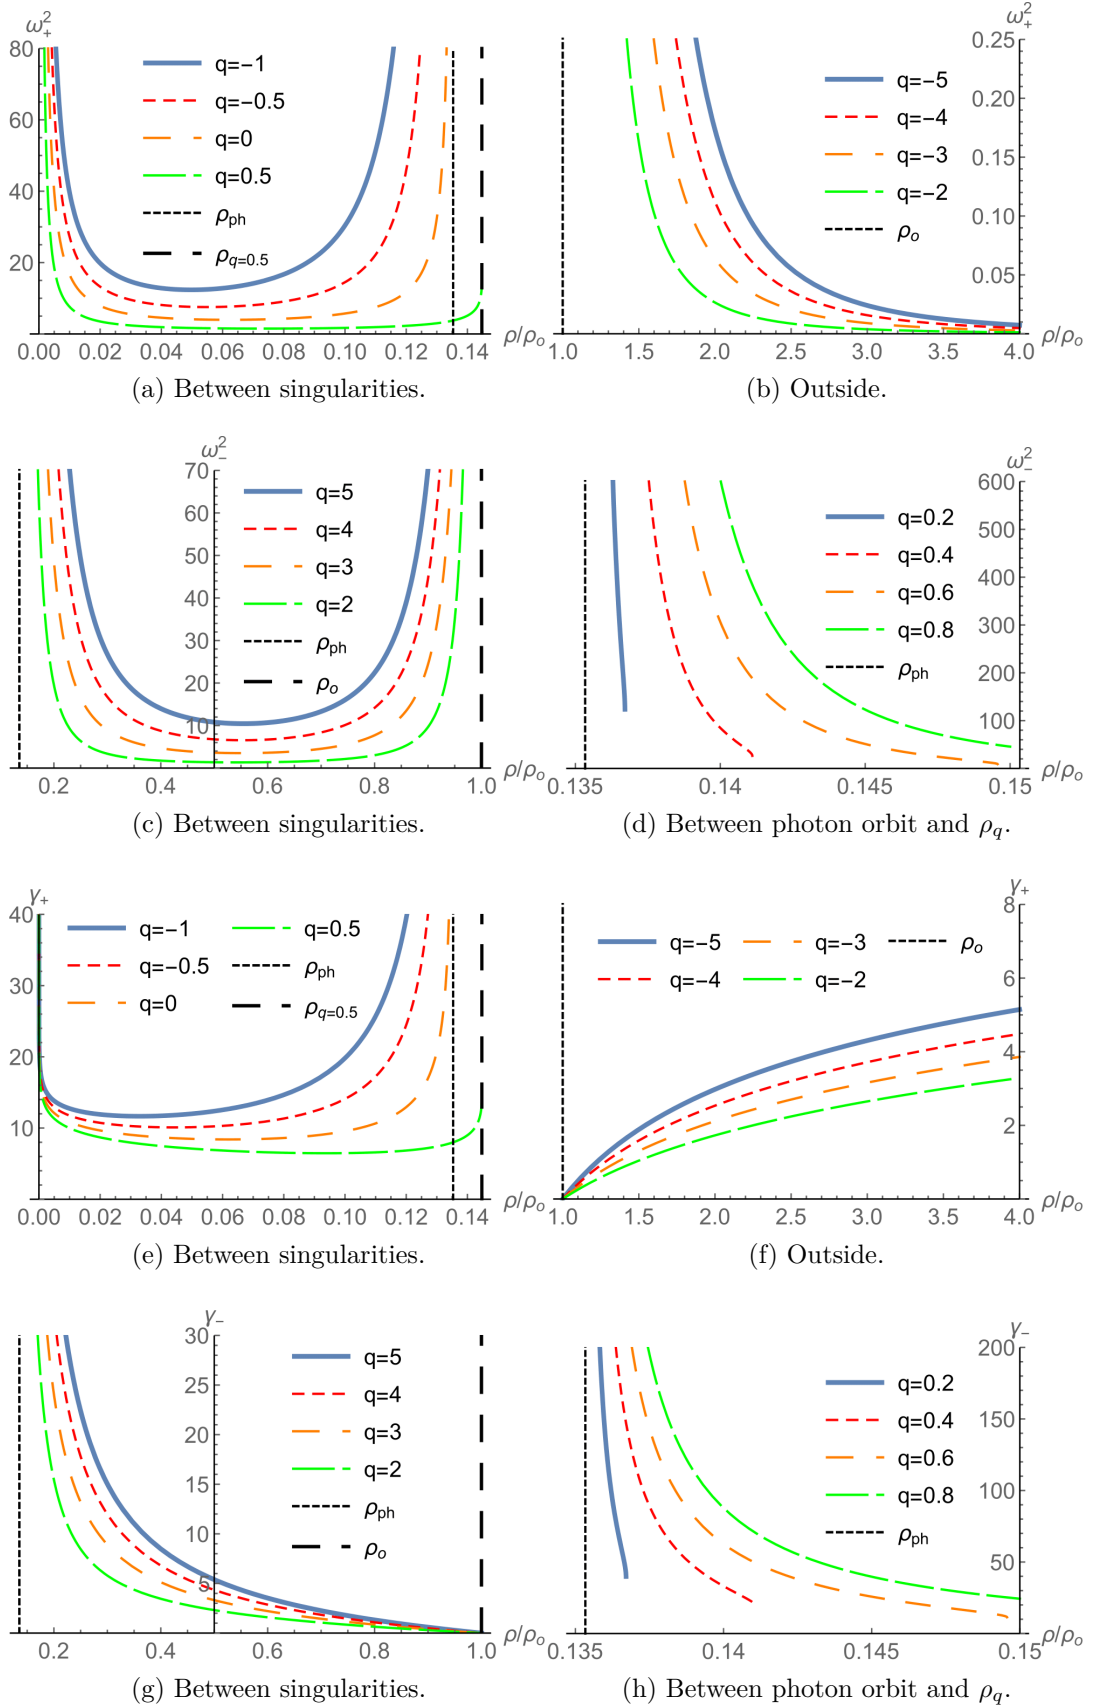 ω₊²
80
60
40
20
q=−1
q=−0.5
q=0
q=0.5
ρph
ρq=0.5
0.00 0.02 0.04 0.06 0.08 0.10 0.12 0.14 ρ/ρo
(a) Between singularities.
ω₊²
0.25
0.20
0.15
0.10
0.05
q=−5
q=−4
q=−3
q=−2
ρo
1.0 1.5 2.0 2.5 3.0 3.5 4.0 ρ/ρo
(b) Outside.
ω₋²
70
60
50
40
30
20
10
q=5
q=4
q=3
q=2
ρph
ρo
0.2 0.4 0.6 0.8 1.0 ρ/ρo
(c) Between singularities.
ω₋²
600
500
400
300
200
100
q=0.2
q=0.4
q=0.6
q=0.8
ρph
0.135 0.14 0.145 0.15 ρ/ρo
(d) Between photon orbit and ρq.
γ₊
40
30
20
10
q=−1
q=−0.5
q=0
q=0.5
ρph
ρq=0.5
0.00 0.02 0.04 0.06 0.08 0.10 0.12 0.14 ρ/ρo
(e) Between singularities.
γ₊
8
6
4
2
q=−5
q=−4
q=−3
q=−2
ρo
1.0 1.5 2.0 2.5 3.0 3.5 4.0 ρ/ρo
(f) Outside.
γ₋
30
25
20
15
10
5
q=5
q=4
q=3
q=2
ρph
ρo
0.2 0.4 0.6 0.8 1.0 ρ/ρo
(g) Between singularities.
γ₋
200
150
100
50
q=0.2
q=0.4
q=0.6
q=0.8
ρph
0.135 0.14 0.145 0.15 ρ/ρo
(h) Between photon orbit and ρq.